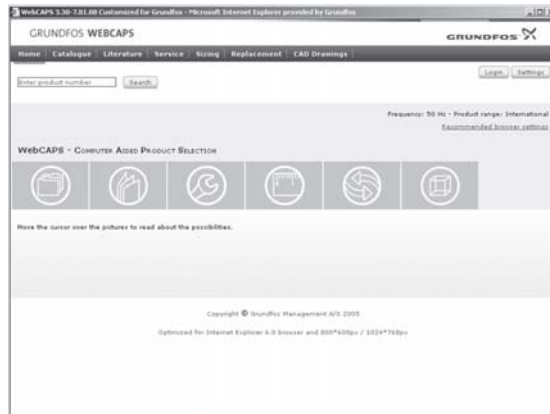 WebCAPS 3.30-7.01.08 Customized for Grundfos - Microsoft Internet Explorer provided by Grundfos
GRUNDFOS WEBCAPS
GRUNDFOS
Home Catalogue Literature Service Sizing Replacement CAD Drawings
Login Settings
Enter product number Search
Frequency: 50 Hz - Product range: International
Recommended browser settings
WebCAPS - Computer Aided Product Selection
Move the cursor over the pictures to read about the possibilities.
Copyright © Grundfos Management A/S 2005
Optimized for Internet Explorer 6.0 browser and 800*600px / 1024*768px